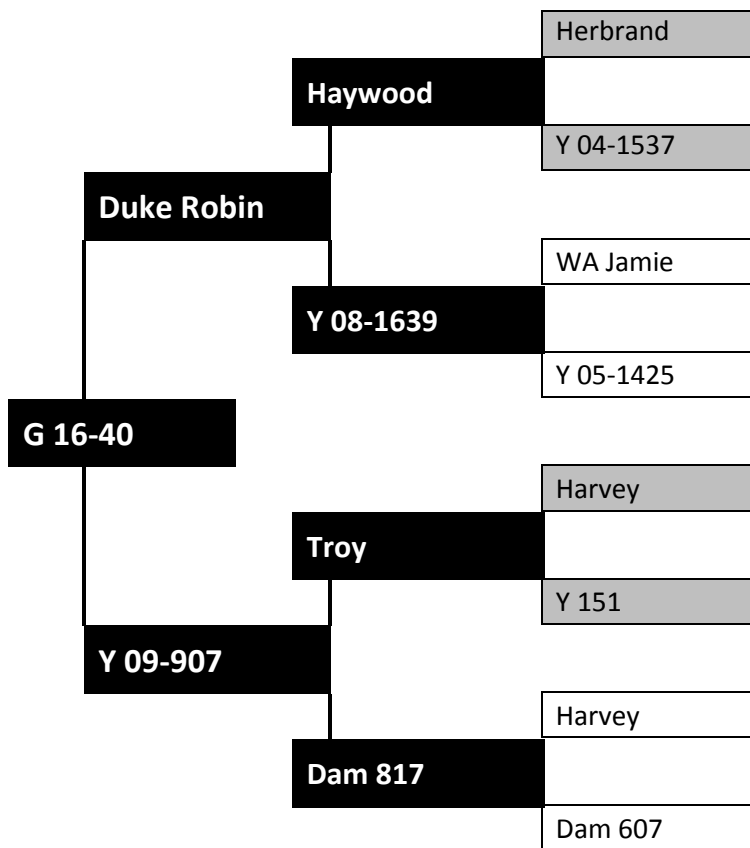 Herbrand
Haywood
Y 04-1537
Duke Robin
WA Jamie
Y 08-1639
Y 05-1425
G 16-40
Harvey
Troy
Y 151
Y 09-907
Harvey
Dam 817
Dam 607